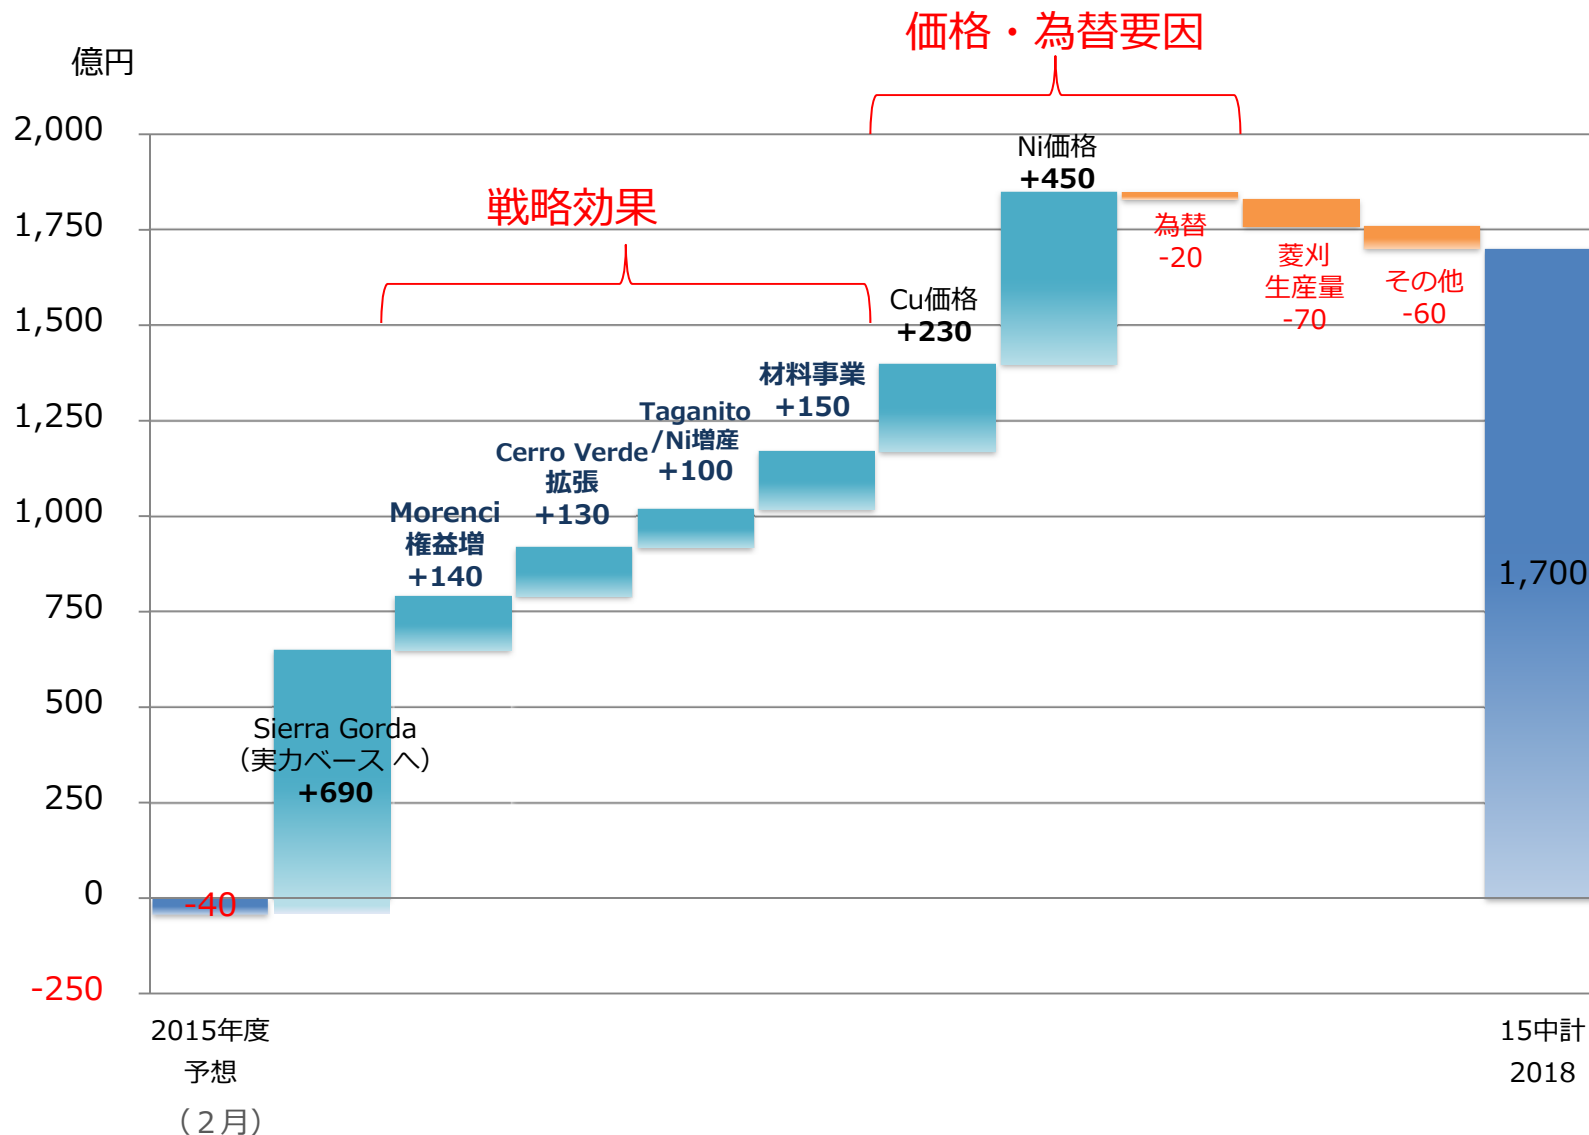 価格・為替要因
億円
2,000
1,750
1,500
1,250
1,000
750
500
250
0
-250
戦略効果
-40
Sierra Gorda
（実力ベース へ）
+690
Morenci
権益増
+140
Cerro Verde
拡張
+130
Taganito
/Ni増産
+100
材料事業
+150
Cu価格
+230
Ni価格
+450
為替
-20
菱刈
生産量
-70
その他
-60
1,700
2015年度
予想
（２月）
15中計
2018